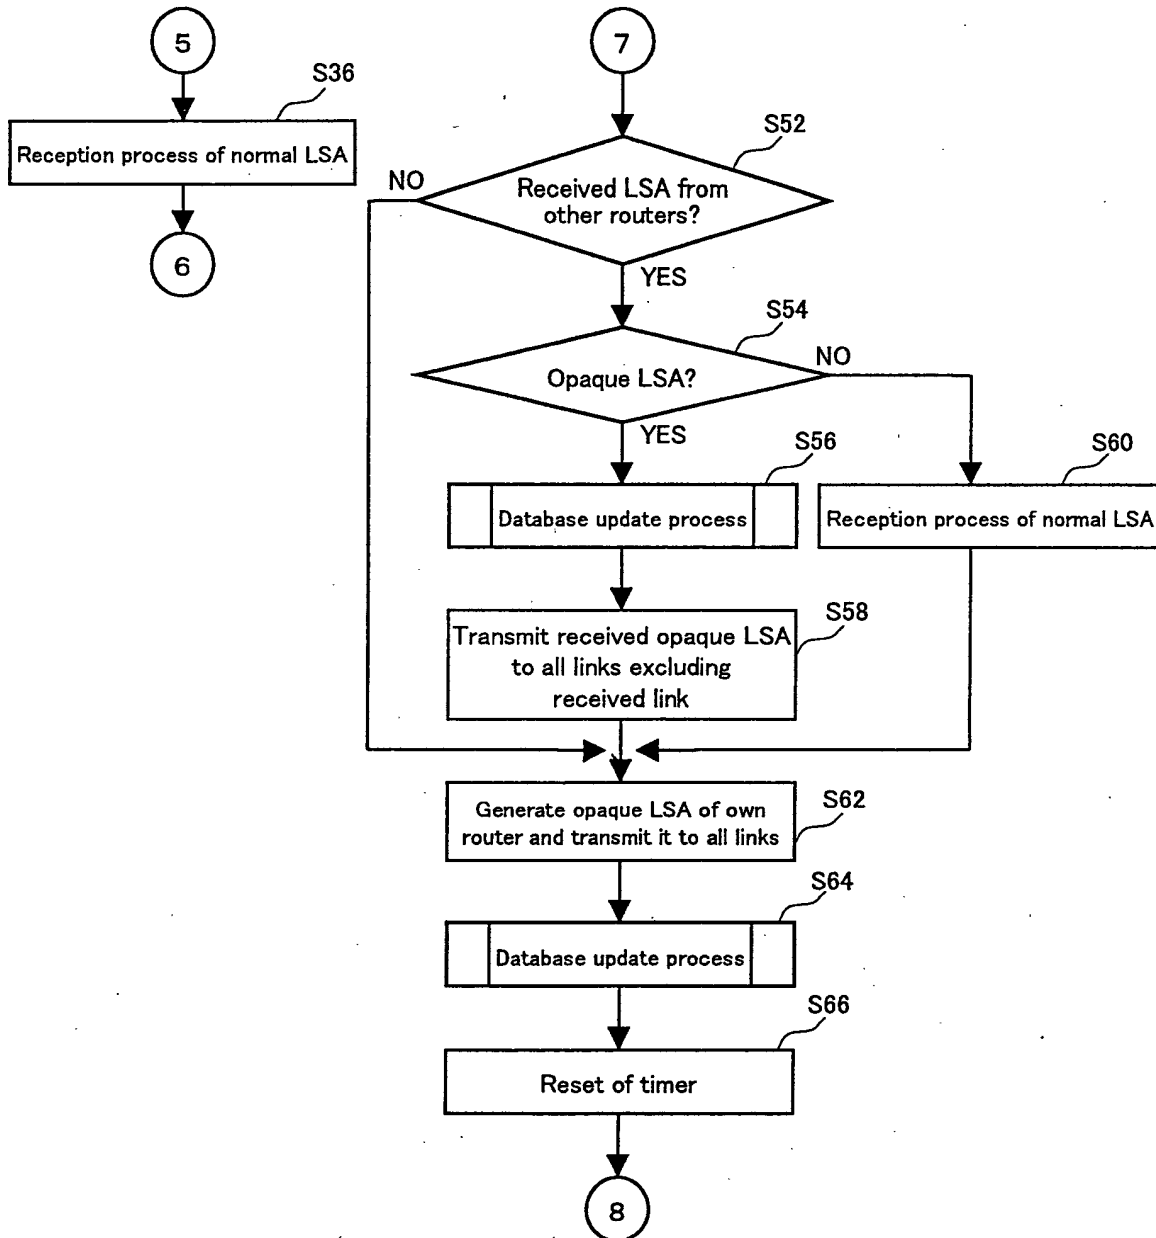 5
S36
Reception process of normal LSA
6
7
S52
NO
Received LSA from
other routers?
YES
S54
NO
Opaque LSA?
YES
S56
Database update process
S60
Reception process of normal LSA
S58
Transmit received opaque LSA
to all links excluding
received link
S62
Generate opaque LSA of own
router and transmit it to all links
S64
Database update process
S66
Reset of timer
8